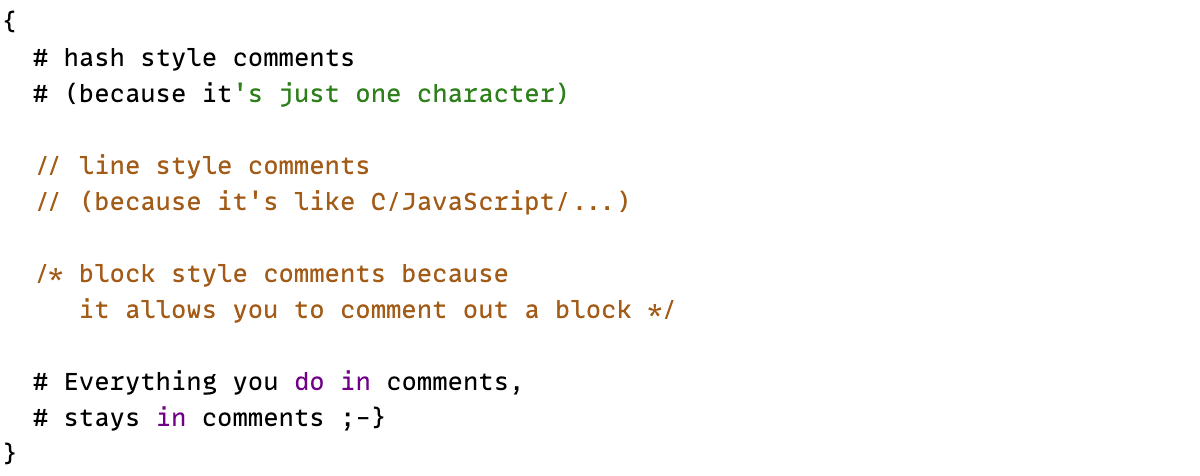 {
# hash style comments
# (because it's just one character)
// line style comments
// (because it's like C/JavaScript/...)
/* block style comments because
it allows you to comment out a block */
# Everything you do in comments,
# stays in comments ;-}
}